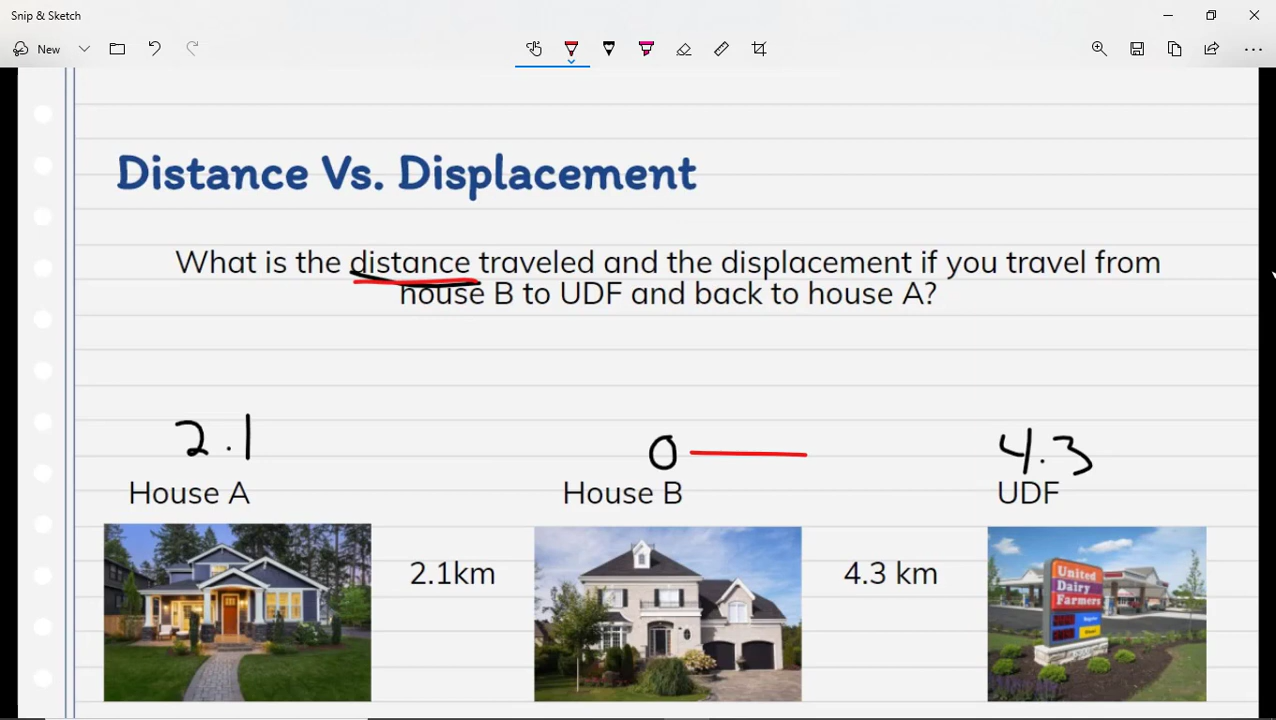 Snip & Sketch
New
Distance Vs. Displacement
What is the distance traveled and the displacement if you travel from
house B to UDF and back to house A?
2.1
0
4.3
House A
House B
UDF
2.1km
4.3 km
United
Dairy
Farmers